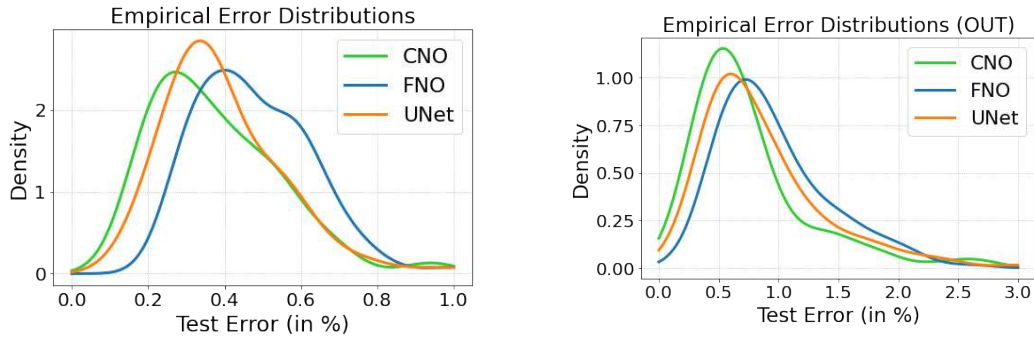 Empirical Error Distributions
CNO
FNO
UNet
Density
2
1
0
0.0 0.2 0.4 0.6 0.8 1.0
Test Error (in %)
Empirical Error Distributions (OUT)
CNO
FNO
UNet
Density
1.00
0.75
0.50
0.25
0.00
0.0 0.5 1.0 1.5 2.0 2.5 3.0
Test Error (in %)